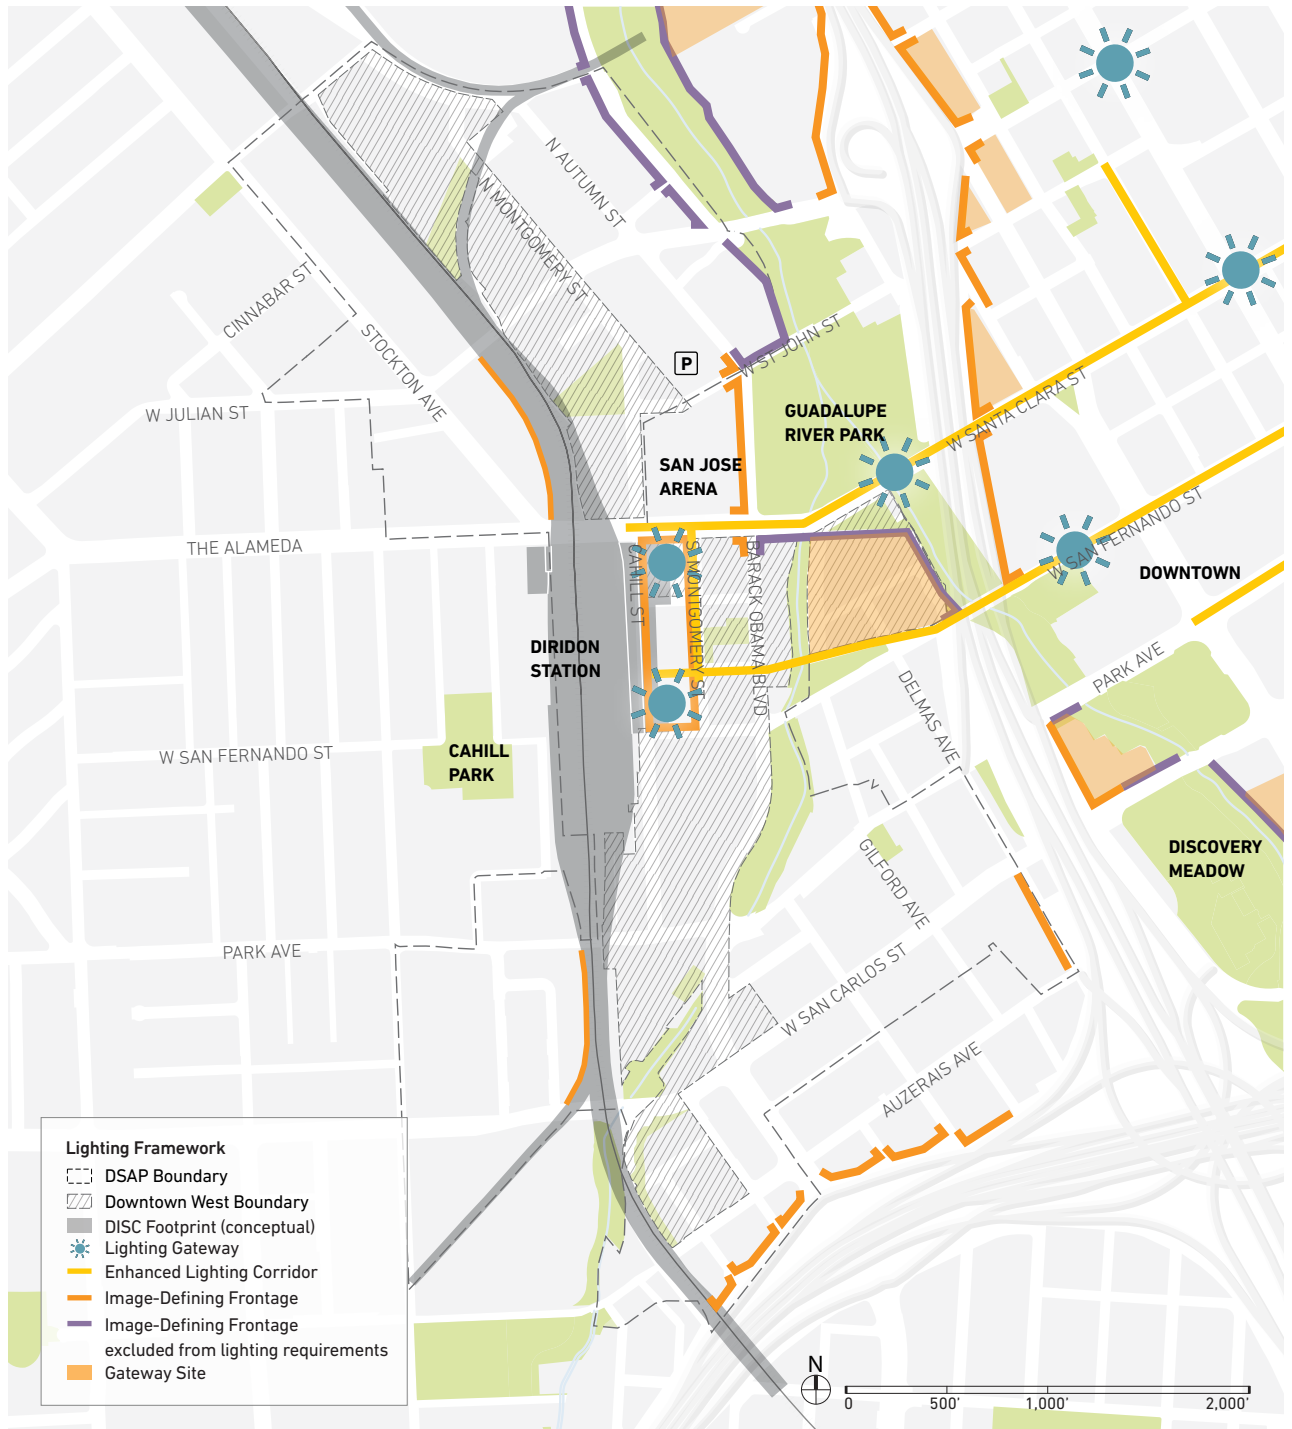 N AUTUMN ST
N MONTGOMERY ST
CINNABAR ST
STOCKTON AVE
P
W ST JOHN ST
W JULIAN ST
GUADALUPE
RIVER PARK
W SANTA CLARA ST
SAN JOSE
ARENA
THE ALAMEDA
CAHILL ST
S MONTGOMERY ST
BARACK OBAMA BLVD
W SAN FERNANDO ST
DOWNTOWN
DIRIDON
STATION
PARK AVE
DELMAS AVE
W SAN FERNANDO ST
CAHILL
PARK
GILFORD AVE
DISCOVERY
MEADOW
PARK AVE
W SAN CARLOS ST
AUZERAIS AVE
Lighting Framework
DSAP Boundary
Downtown West Boundary
DISC Footprint (conceptual)
Lighting Gateway
Enhanced Lighting Corridor
Image-Defining Frontage
Image-Defining Frontage
excluded from lighting requirements
Gateway Site
N
0 500' 1,000' 2,000'